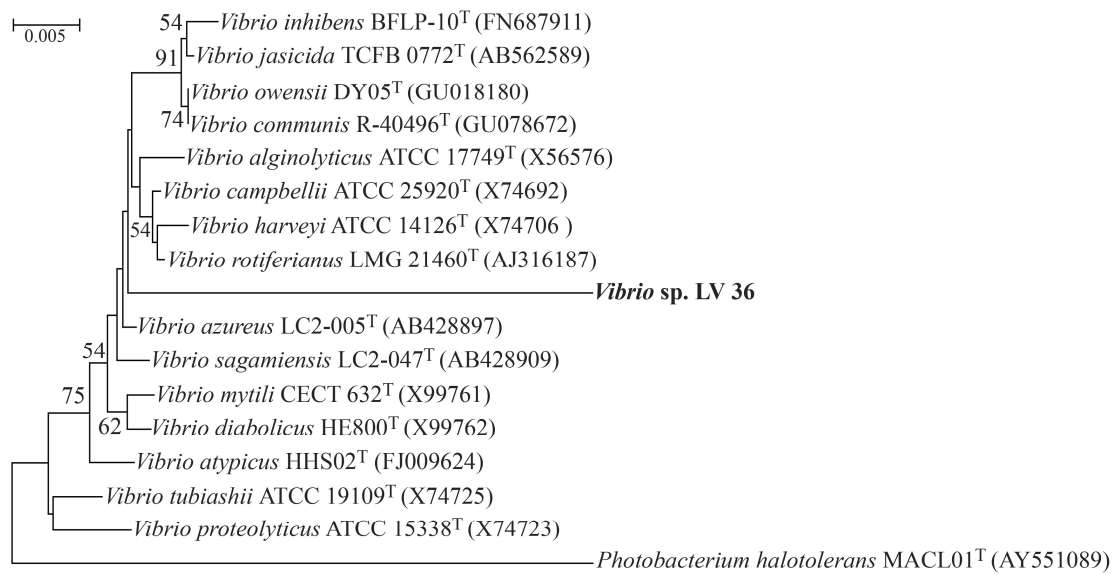 0.005
54
Vibrio inhibens BFLP-10T (FN687911)
91
Vibrio jasicida TCFB 0772T (AB562589)
Vibrio owensii DY05T (GU018180)
74
Vibrio communis R-40496T (GU078672)
Vibrio alginolyticus ATCC 17749T (X56576)
Vibrio campbellii ATCC 25920T (X74692)
54
Vibrio harveyi ATCC 14126T (X74706 )
Vibrio rotiferianus LMG 21460T (AJ316187)
Vibrio sp. LV 36
Vibrio azureus LC2-005T (AB428897)
54
Vibrio sagamiensis LC2-047T (AB428909)
75
Vibrio mytili CECT 632T (X99761)
62
Vibrio diabolicus HE800T (X99762)
Vibrio atypicus HHS02T (FJ009624)
Vibrio tubiashii ATCC 19109T (X74725)
Vibrio proteolyticus ATCC 15338T (X74723)
Photobacterium halotolerans MACL01T (AY551089)